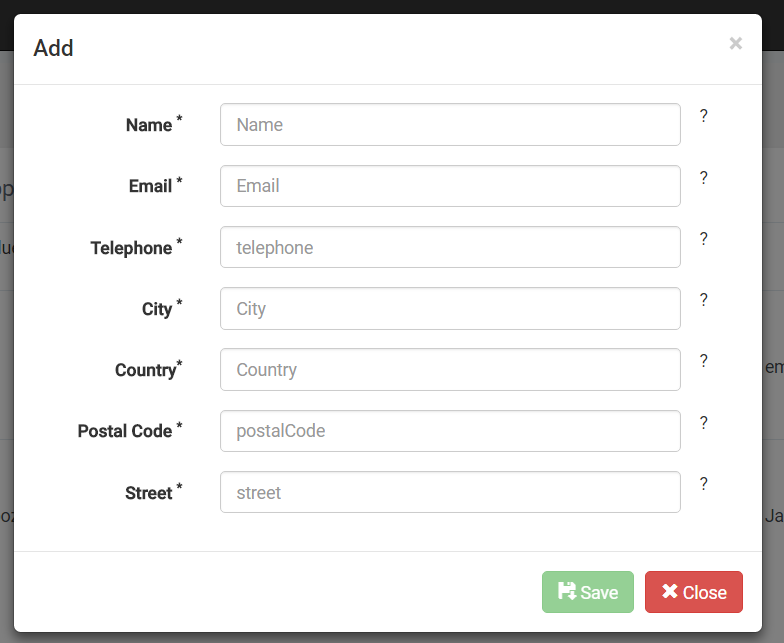 Add ×
Name * Name ?
Email * Email ?
Telephone * telephone ?
City * City ?
Country* Country ?
Postal Code * postalCode ?
Street * street ?
Save Close